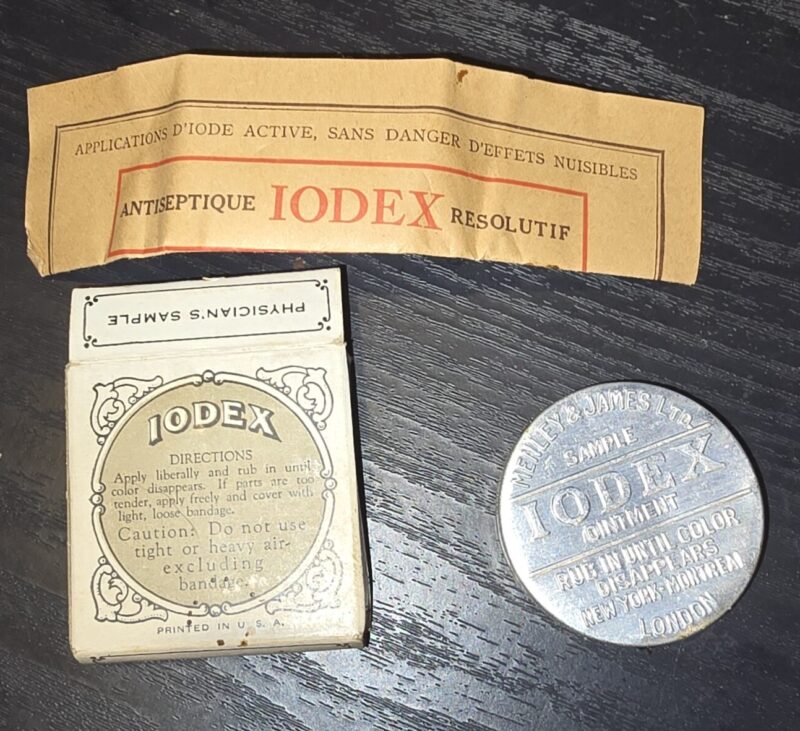 APPLICATIONS D'IODE ACTIVE, SANS DANGER D'EFFETS NUISIBLES
ANTISEPTIQUE IODEX RESOLUTIF
PHYSICIAN'S SAMPLE
IODEX
DIRECTIONS
Apply liberally and rub in until
color disappears. If parts are too
tender, apply freely and cover with
light, loose bandage.
Caution: Do not use
tight or heavy air-
excluding
bandage.
PRINTED IN U. S. A.
MENLEY & JAMES LTD.
SAMPLE
IODEX
OINTMENT
RUB IN UNTIL COLOR
DISAPPEARS
NEW YORK-MONTREAL
LONDON